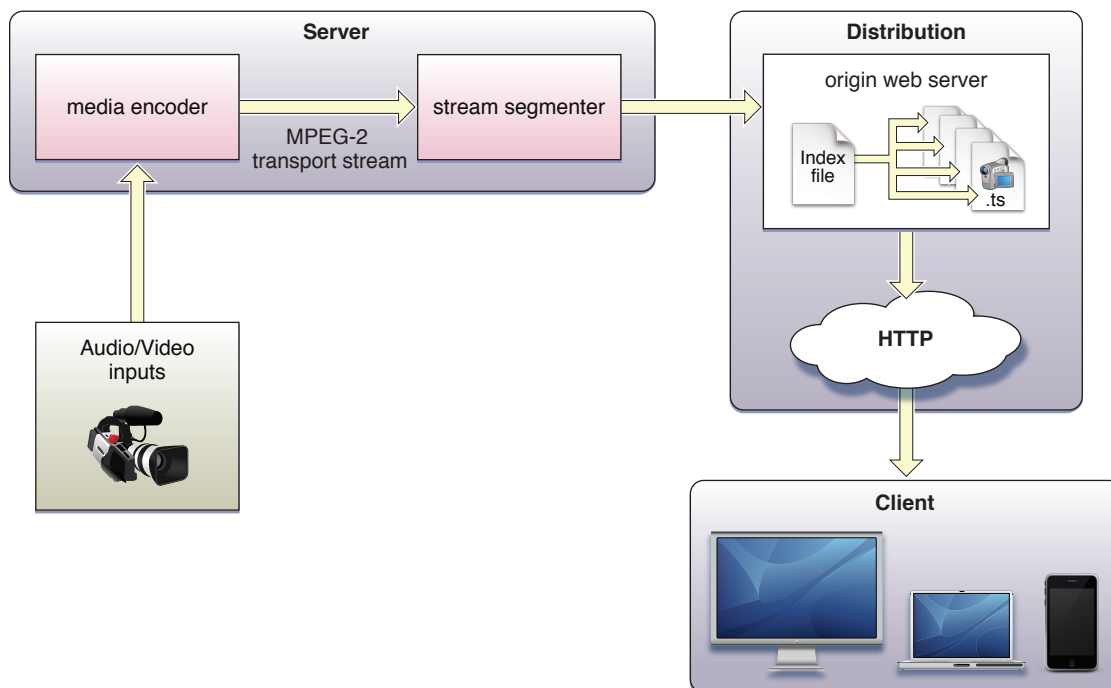 Server
media encoder
MPEG-2
transport stream
stream segmenter
Distribution
origin web server
Index
file
.ts
HTTP
Audio/Video
inputs
Client